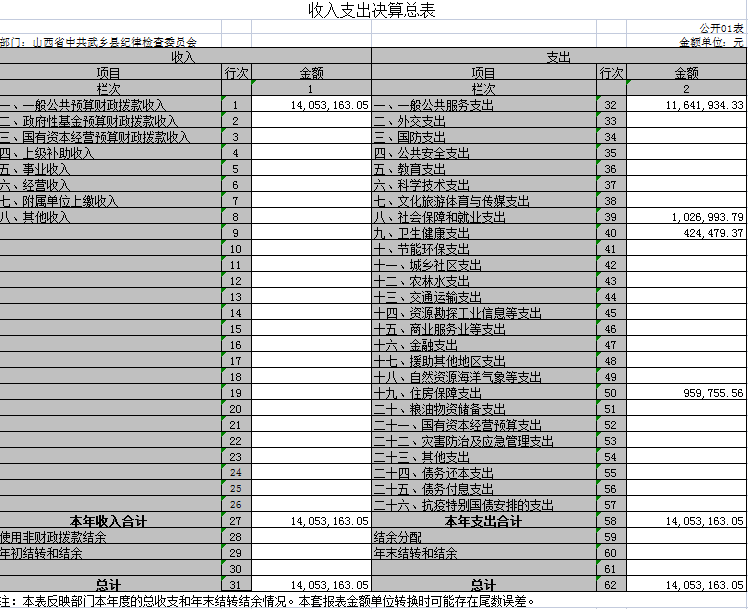 收入支出决算总表
公开01表
部门：山西省中共武乡县纪律检查委员会 金额单位：元
收入 支出
项目 行次 金额 项目 行次 金额
栏次 1 栏次 2
一、一般公共预算财政拨款收入 1 14,053,163.05 一、一般公共服务支出 32 11,641,934.33
二、政府性基金预算财政拨款收入 2 二、外交支出 33
三、国有资本经营预算财政拨款收入 3 三、国防支出 34
四、上级补助收入 4 四、公共安全支出 35
五、事业收入 5 五、教育支出 36
六、经营收入 6 六、科学技术支出 37
七、附属单位上缴收入 7 七、文化旅游体育与传媒支出 38
八、其他收入 8 八、社会保障和就业支出 39 1,026,993.79
9 九、卫生健康支出 40 424,479.37
10 十、节能环保支出 41
11 十一、城乡社区支出 42
12 十二、农林水支出 43
13 十三、交通运输支出 44
14 十四、资源勘探工业信息等支出 45
15 十五、商业服务业等支出 46
16 十六、金融支出 47
17 十七、援助其他地区支出 48
18 十八、自然资源海洋气象等支出 49
19 十九、住房保障支出 50 959,755.56
20 二十、粮油物资储备支出 51
21 二十一、国有资本经营预算支出 52
22 二十二、灾害防治及应急管理支出 53
23 二十三、其他支出 54
24 二十四、债务还本支出 55
25 二十五、债务付息支出 56
26 二十六、抗疫特别国债安排的支出 57
本年收入合计 27 14,053,163.05 本年支出合计 58 14,053,163.05
使用非财政拨款结余 28 结余分配 59
年初结转和结余 29 年末结转和结余 60
30 61
总计 31 14,053,163.05 总计 62 14,053,163.05
注：本表反映部门本年度的总收支和年末结转结余情况。本套报表金额单位转换时可能存在尾数误差。